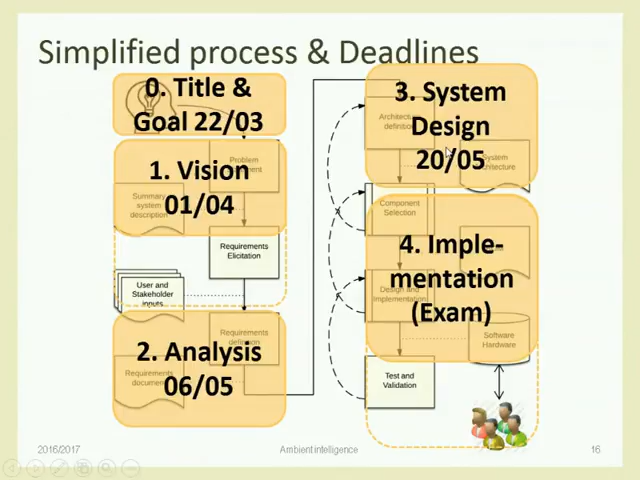 Simplified process & Deadlines
0. Title &
Goal 22/03
Problem
1. Vision
01/04
Summary
system
description
Requirements
Elicitation
User and
Stakeholder
inputs
Requirements
2. Analysis
06/05
Requirements
document
3. System
Design
20/05
Architecture
definition
System
Architecture
Component
Selection
4. Imple-
mentation
(Exam)
Design and
Implementation
Software
Hardware
Test and
Validation
2016/2017
Ambient intelligence
16